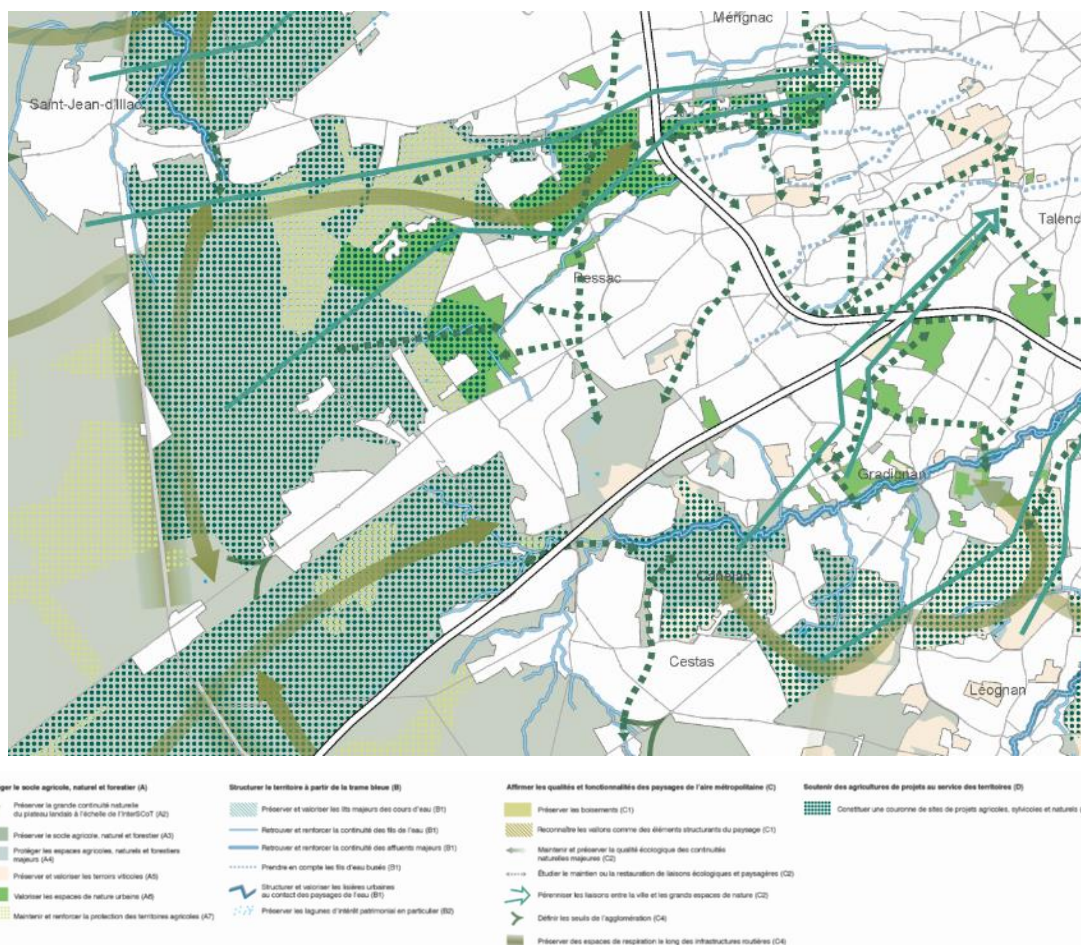 Mérignac
Saint-Jean-d'Illac
Talenc
Pessac
Gradignan
Canéjan
Cestas
Léognan
ger le socle agricole, naturel et forestier (A)
Préserver la grande continuité naturelle
du plateau landais à l'échelle de l'InterSCoT (A2)
Préserver le socle agricole, naturel et forestier (A3)
Protéger les espaces agricoles, naturels et forestiers
majeurs (A4)
Préserver et valoriser les terroirs viticoles (A5)
Valoriser les espaces de nature urbains (A6)
Maintenir et renforcer la protection des territoires agricoles (A7)
Structurer le territoire à partir de la trame bleue (B)
Préserver et valoriser les lits majeurs des cours d'eau (B1)
Retrouver et renforcer la continuité des fils de l'eau (B1)
Retrouver et renforcer la continuité des affluents majeurs (B1)
Prendre en compte les fils d'eau busés (B1)
Structurer et valoriser les lisières urbaines
au contact des paysages de l'eau (B1)
Préserver les lagunes d'intérêt patrimonial en particulier (B2)
Affirmer les qualités et fonctionnalités des paysages de l'aire métropolitaine (C)
Préserver les boisements (C1)
Reconnaître les vallons comme des éléments structurants du paysage (C1)
Maintenir et préserver la qualité écologique des continuités
naturelles majeures (C2)
Étudier le maintien ou la restauration de liaisons écologiques et paysagères (C2)
Pérenniser les liaisons entre la ville et les grands espaces de nature (C2)
Définir les seuils de l'agglomération (C4)
Préserver des espaces de respiration le long des infrastructures routières (C4)
Soutenir des agricultures de projets au service des territoires (D)
Constituer une couronne de sites de projets agricoles, sylvicoles et naturels (